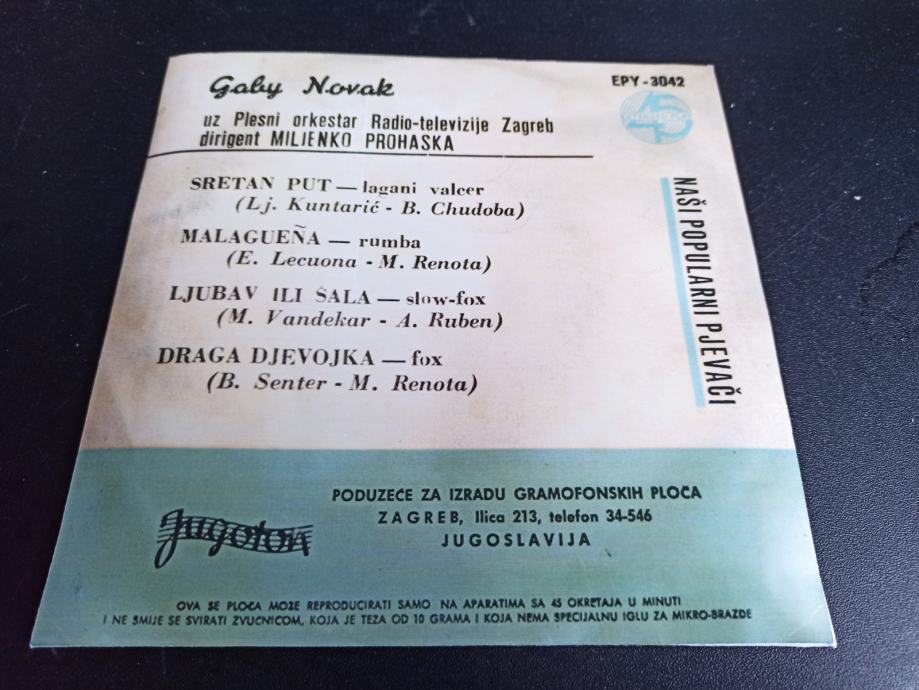 Gaby Novak
EPY-3042
uz Plesni orkestar Radio-televizije Zagreb
dirigent MILJENKO PROHASKA
45
SRETAN PUT — lagani valcer
(Lj. Kuntarić - B. Chudoba)
MALAGUEÑA — rumba
(E. Lecuona - M. Renota)
LJUBAV ILI ŠALA — slow-fox
(M. Vandekar - A. Ruben)
DRAGA DJEVOJKA — fox
(B. Senter - M. Renota)
NAŠI POPULARNI PJEVAČI
Jugoton
PODUZEĆE ZA IZRADU GRAMOFONSKIH PLOČA
ZAGREB, Ilica 213, telefon 34-546
JUGOSLAVIJA
OVA SE PLOČA MOŽE REPRODUCIRATI SAMO NA APARATIMA SA 45 OKRETAJA U MINUTI
I NE SMIJE SE SVIRATI ZVUČNICOM, KOJA JE TEŽA OD 10 GRAMA I KOJA NEMA SPECIJALNU IGLU ZA MIKRO-BRAZDE